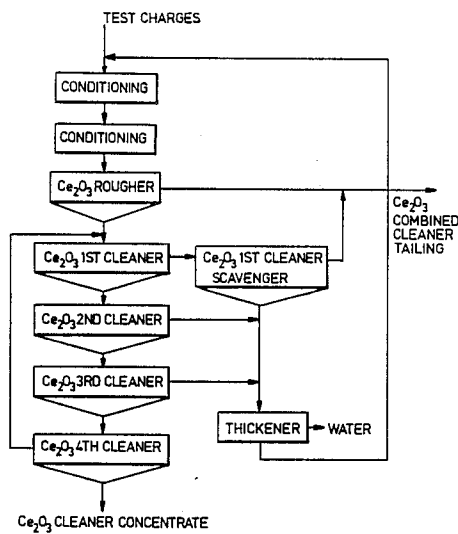 TEST CHARGES
CONDITIONING
CONDITIONING
Ce₂O₃ ROUGHER
Ce₂O₃
COMBINED
CLEANER
TAILING
Ce₂O₃ 1ST CLEANER
Ce₂O₃ 1ST CLEANER
SCAVENGER
Ce₂O₃ 2ND CLEANER
Ce₂O₃ 3RD CLEANER
THICKENER
WATER
Ce₂O₃ 4TH CLEANER
Ce₂O₃ CLEANER CONCENTRATE